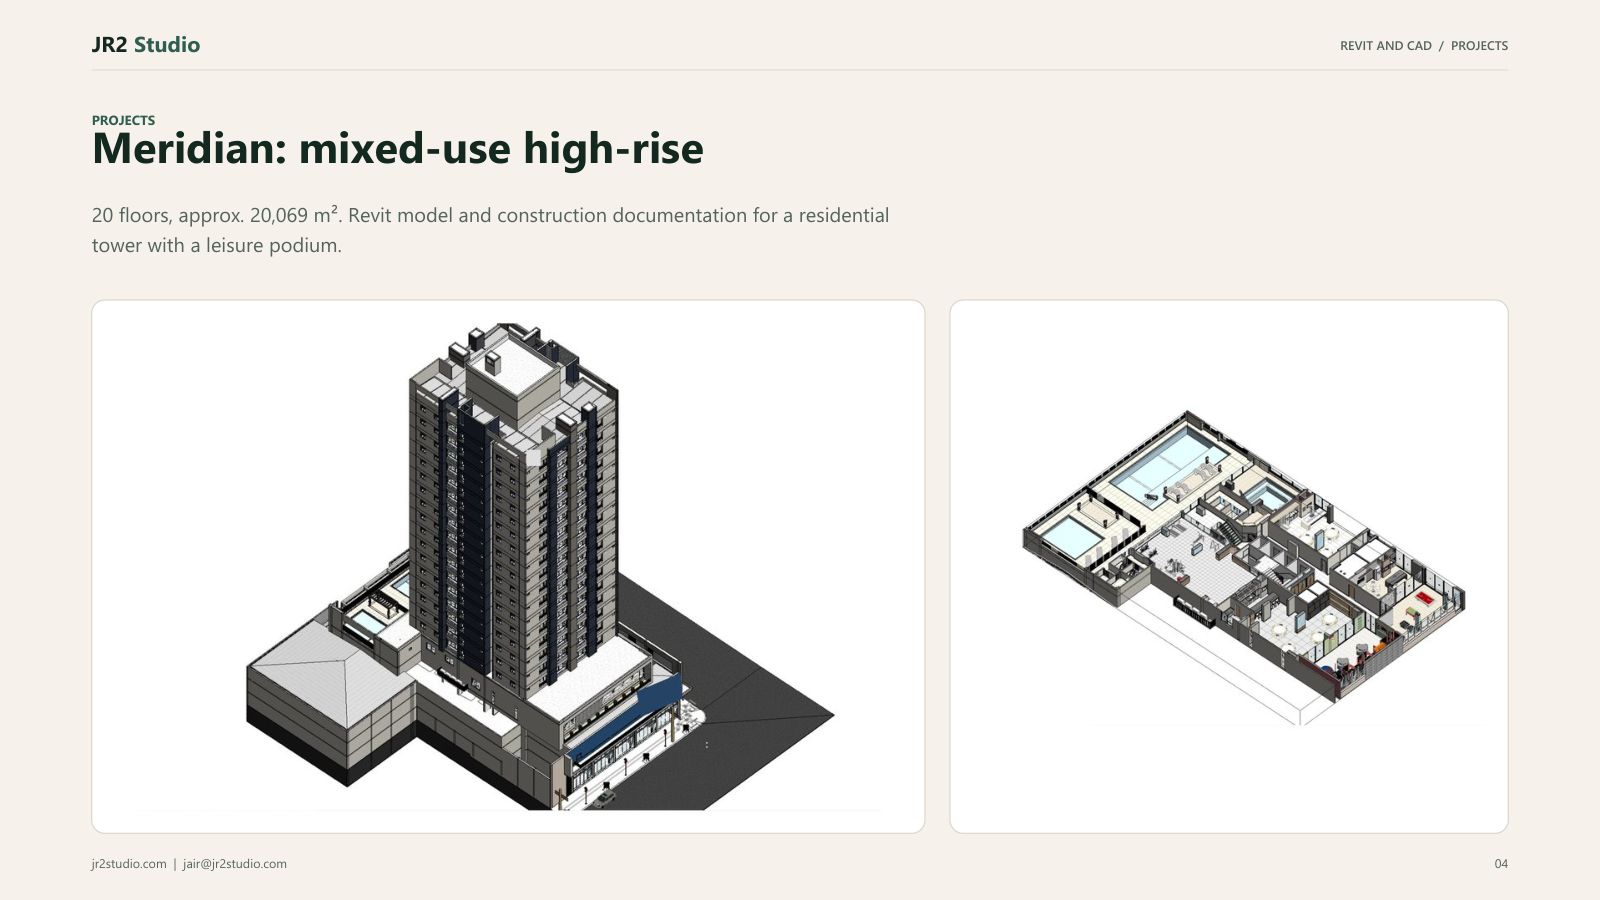 JR2 Studio
REVIT AND CAD / PROJECTS
PROJECTS
Meridian: mixed-use high-rise
20 floors, approx. 20,069 m². Revit model and construction documentation for a residential
tower with a leisure podium.
jr2studio.com | jair@jr2studio.com
04